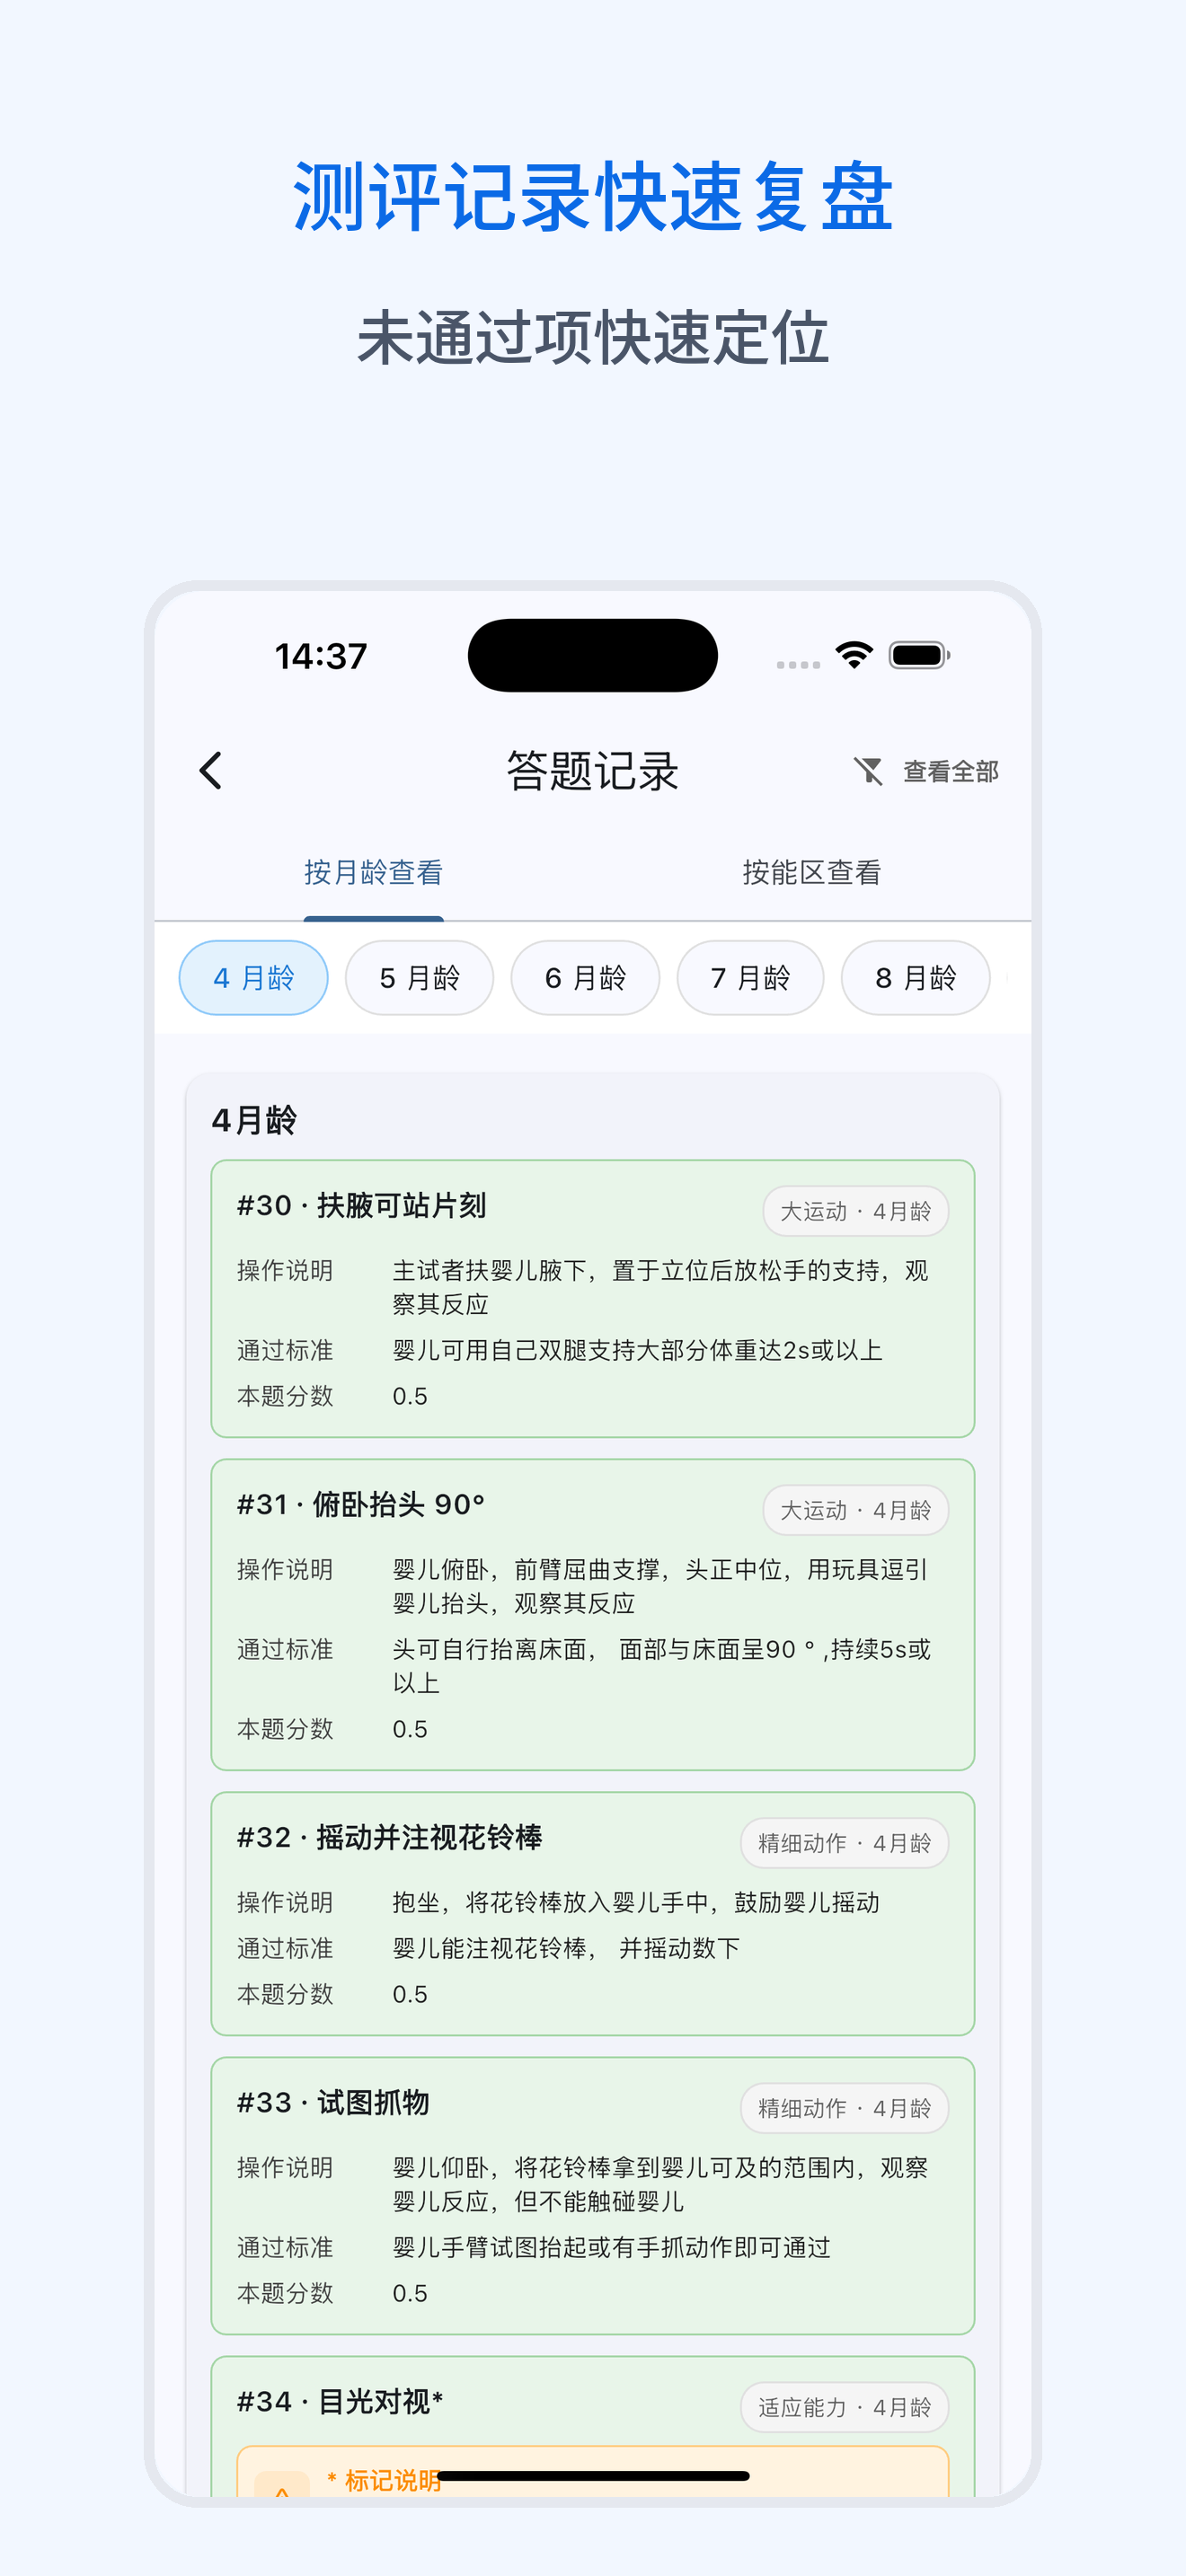 测评记录快速复盘
未通过项快速定位
14:37
答题记录
查看全部
按月龄查看
按能区查看
4 月龄
5 月龄
6 月龄
7 月龄
8 月龄
4月龄
#30 · 扶腋可站片刻
大运动 · 4月龄
操作说明
主试者扶婴儿腋下，置于立位后放松手的支持，观
察其反应
通过标准
婴儿可用自己双腿支持大部分体重达2s或以上
本题分数
0.5
#31 · 俯卧抬头 90°
大运动 · 4月龄
操作说明
婴儿俯卧，前臂屈曲支撑，头正中位，用玩具逗引
婴儿抬头，观察其反应
通过标准
头可自行抬离床面， 面部与床面呈90 ° ,持续5s或
以上
本题分数
0.5
#32 · 摇动并注视花铃棒
精细动作 · 4月龄
操作说明
抱坐，将花铃棒放入婴儿手中，鼓励婴儿摇动
通过标准
婴儿能注视花铃棒， 并摇动数下
本题分数
0.5
#33 · 试图抓物
精细动作 · 4月龄
操作说明
婴儿仰卧，将花铃棒拿到婴儿可及的范围内，观察
婴儿反应，但不能触碰婴儿
通过标准
婴儿手臂试图抬起或有手抓动作即可通过
本题分数
0.5
#34 · 目光对视*
适应能力 · 4月龄
* 标记说明